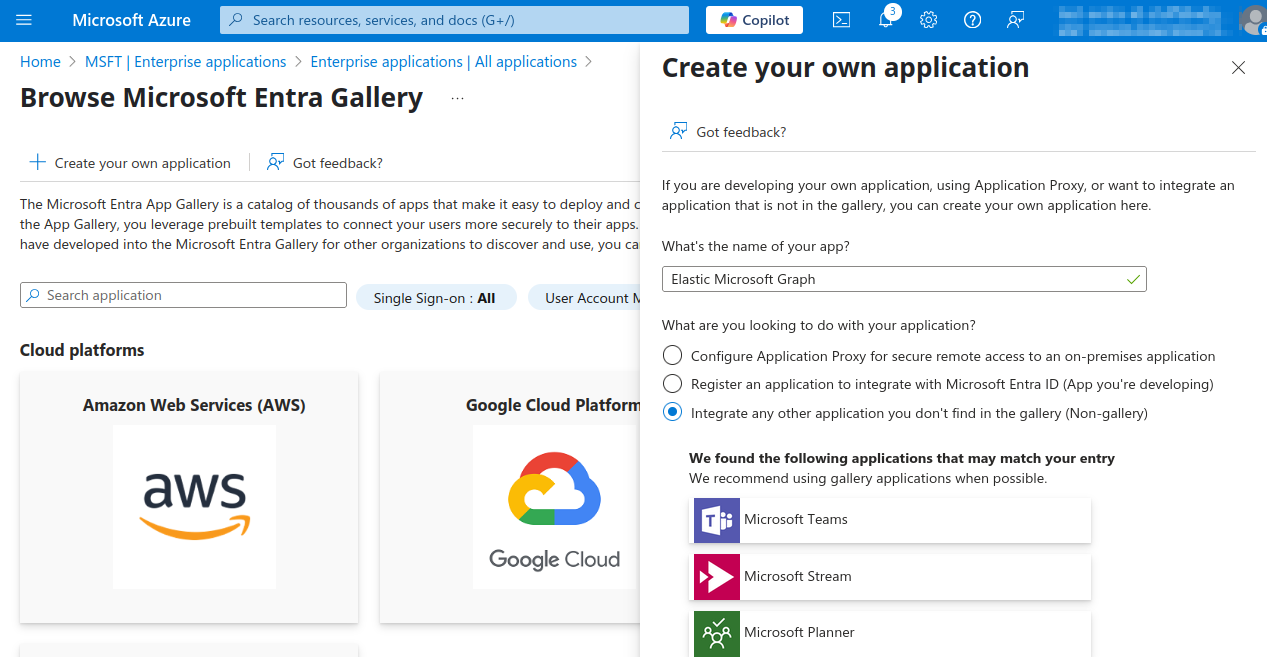 Microsoft Azure
Search resources, services, and docs (G+/)
Copilot
3
Home > MSFT | Enterprise applications > Enterprise applications | All applications >
Browse Microsoft Entra Gallery ...
+ Create your own application
Got feedback?
The Microsoft Entra App Gallery is a catalog of thousands of apps that make it easy to deploy and
the App Gallery, you leverage prebuilt templates to connect your users more securely to their apps.
have developed into the Microsoft Entra Gallery for other organizations to discover and use, you
Search application
Single Sign-on : All
User Account
Cloud platforms
Amazon Web Services (AWS)
aws
Google Cloud Platform
Google Cloud
Create your own application
Got feedback?
If you are developing your own application, using Application Proxy, or want to integrate an
application that is not in the gallery, you can create your own application here.
What's the name of your app?
Elastic Microsoft Graph
What are you looking to do with your application?
Configure Application Proxy for secure remote access to an on-premises application
Register an application to integrate with Microsoft Entra ID (App you're developing)
Integrate any other application you don't find in the gallery (Non-gallery)
We found the following applications that may match your entry
We recommend using gallery applications when possible.
Microsoft Teams
Microsoft Stream
Microsoft Planner